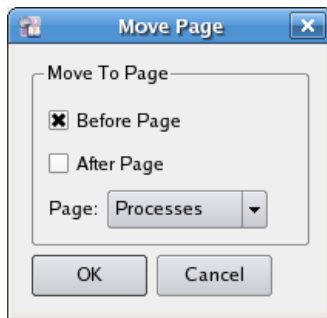 Move Page
Move To Page
Before Page
After Page
Page: Processes
OK Cancel